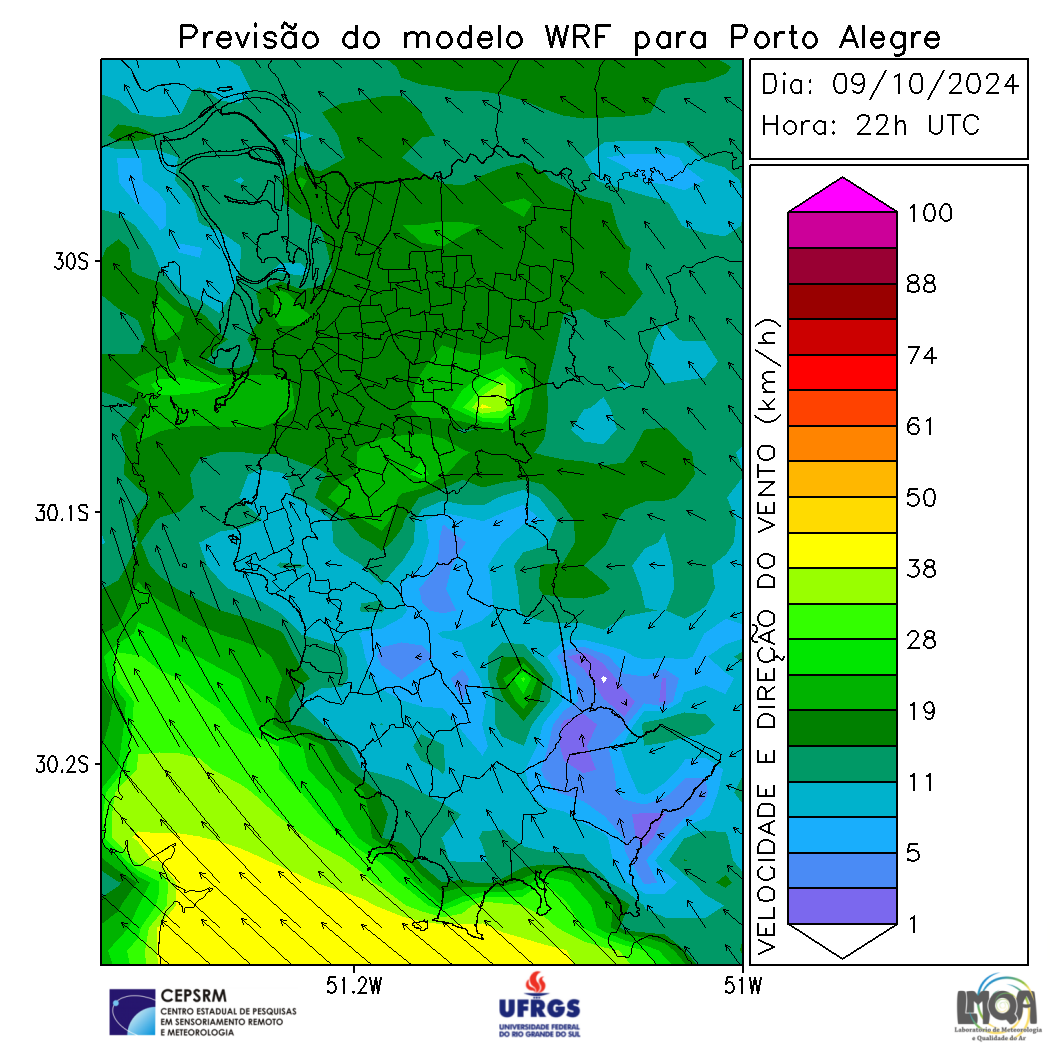 Previsão do modelo WRF para Porto Alegre
Dia: 09/10/2024
Hora: 22h UTC
30S
30.1S
30.2S
51.2W
51W
VELOCIDADE E DIREÇÃO DO VENTO (km/h)
100
88
74
61
50
38
28
19
11
5
1
CEPSRM
CENTRO ESTADUAL DE PESQUISAS
EM SENSORIAMENTO REMOTO
E METEOROLOGIA
UFRGS
UNIVERSIDADE FEDERAL
DO RIO GRANDE DO SUL
LMQA
Laboratório de Meteorologia
e Qualidade do Ar